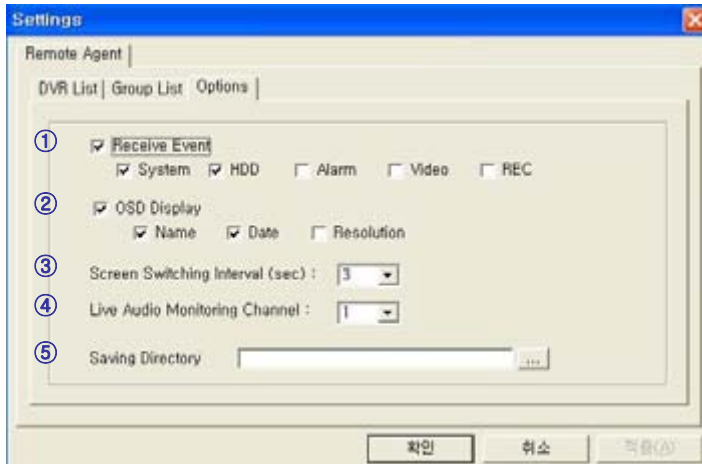 Settings
Remote Agent
DVR List Group List Options
① Receive Event
System HDD Alarm Video REC
② OSD Display
Name Date Resolution
③ Screen Switching Interval (sec) : 3
④ Live Audio Monitoring Channel : 1
⑤ Saving Directory ...
확인 취소 적용(A)